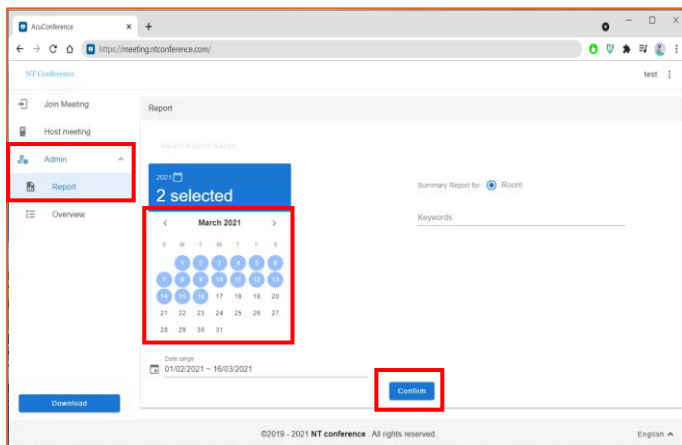 AcuConference
https://meeting.ntconference.com/
NT Conference
test
Join Meeting
Host meeting
Admin
Report
Overview
Download
Report
Select Report Range
2021
2 selected
March 2021
S M T W T F S
1 2 3 4 5 6
7 8 9 10 11 12 13
14 15 16 17 18 19 20
21 22 23 24 25 26 27
28 29 30 31
Date range
01/02/2021 ~ 16/03/2021
Summary Report for Room
Keywords
Confirm
©2019 - 2021 NT conference . All rights reserved.
English